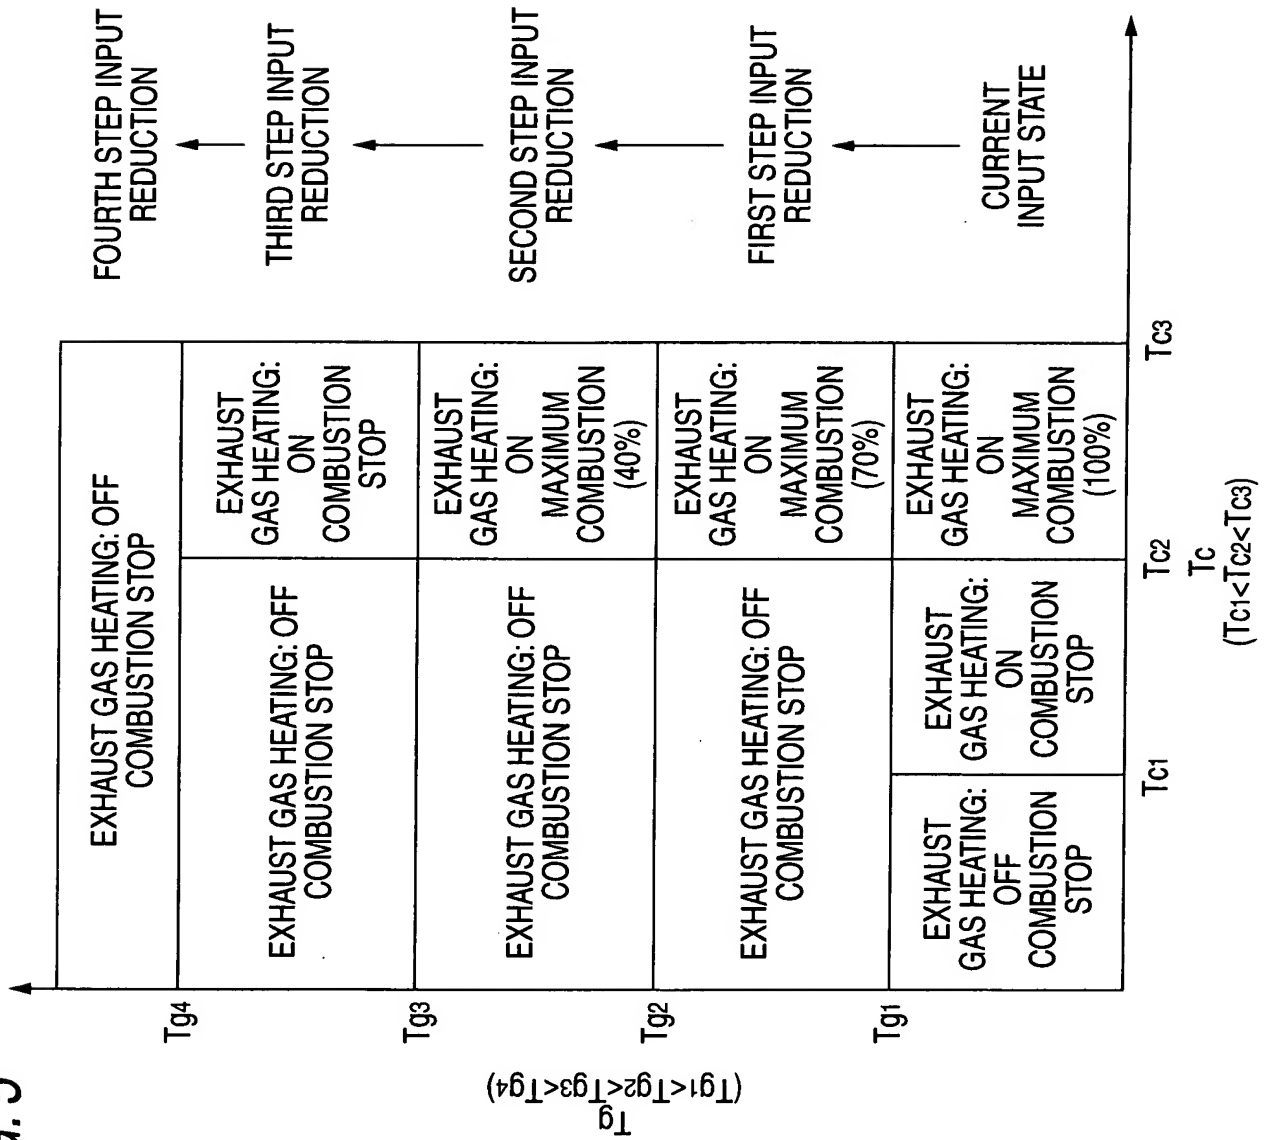 EXHAUST GAS HEATING: OFF
COMBUSTION STOP
FOURTH STEP INPUT
REDUCTION
Tg4
EXHAUST GAS HEATING: OFF
COMBUSTION STOP
EXHAUST
GAS HEATING:
ON
COMBUSTION
STOP
THIRD STEP INPUT
REDUCTION
Tg3
EXHAUST GAS HEATING: OFF
COMBUSTION STOP
EXHAUST
GAS HEATING:
ON
MAXIMUM
COMBUSTION
(40%)
SECOND STEP INPUT
REDUCTION
Tg2
EXHAUST GAS HEATING: OFF
COMBUSTION STOP
EXHAUST
GAS HEATING:
ON
MAXIMUM
COMBUSTION
(70%)
FIRST STEP INPUT
REDUCTION
Tg1
EXHAUST
GAS HEATING:
OFF
COMBUSTION
STOP
EXHAUST
GAS HEATING:
ON
COMBUSTION
STOP
EXHAUST
GAS HEATING:
ON
MAXIMUM
COMBUSTION
(100%)
CURRENT
INPUT STATE
Tg
(Tg1<Tg2<Tg3<Tg4)
Tc1
Tc2
Tc3
Tc
(Tc1<Tc2<Tc3)